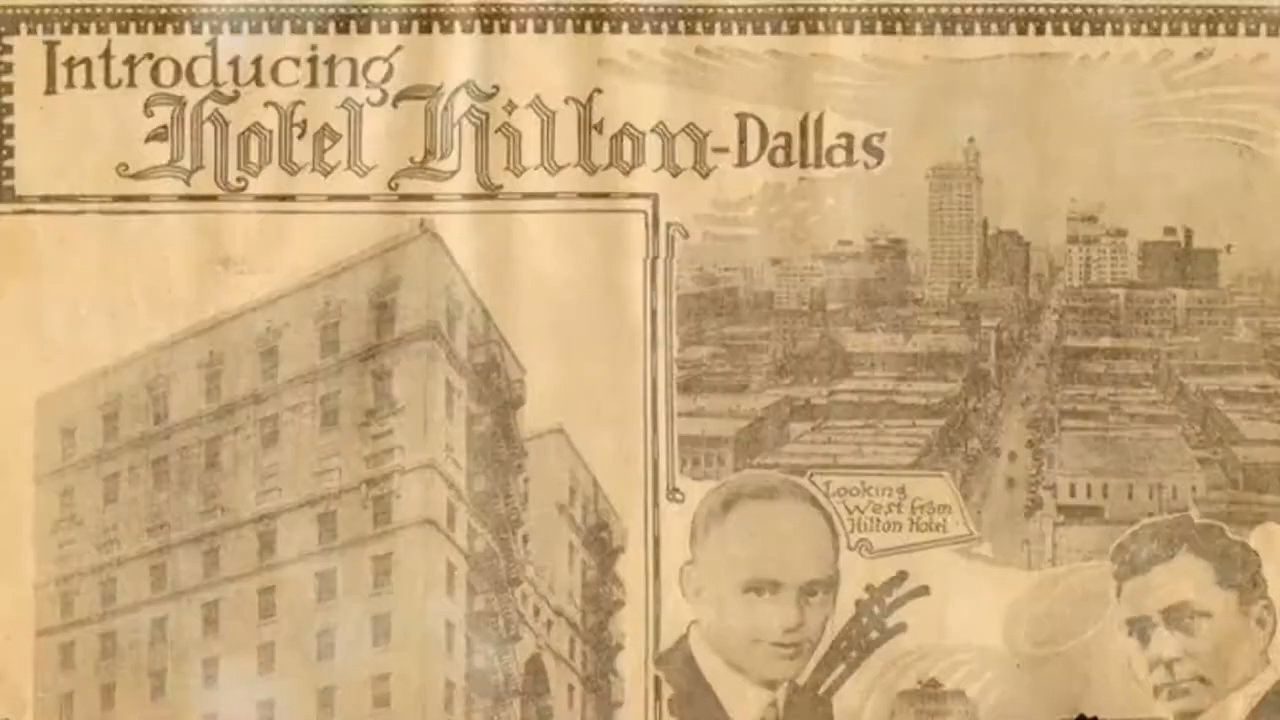 Introducing
Hotel Hilton-Dallas
Looking
West from
Hilton Hotel